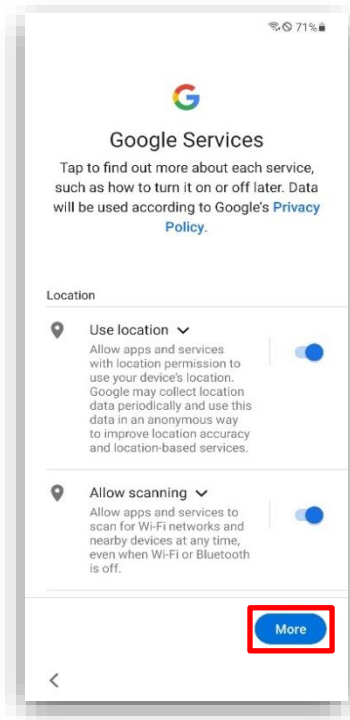 71%
Google Services
Tap to find out more about each service,
such as how to turn it on or off later. Data
will be used according to Google's Privacy
Policy.
Location
Use location
Allow apps and services
with location permission to
use your device's location.
Google may collect location
data periodically and use this
data in an anonymous way
to improve location accuracy
and location-based services.
Allow scanning
Allow apps and services to
scan for Wi-Fi networks and
nearby devices at any time,
even when Wi-Fi or Bluetooth
is off.
More